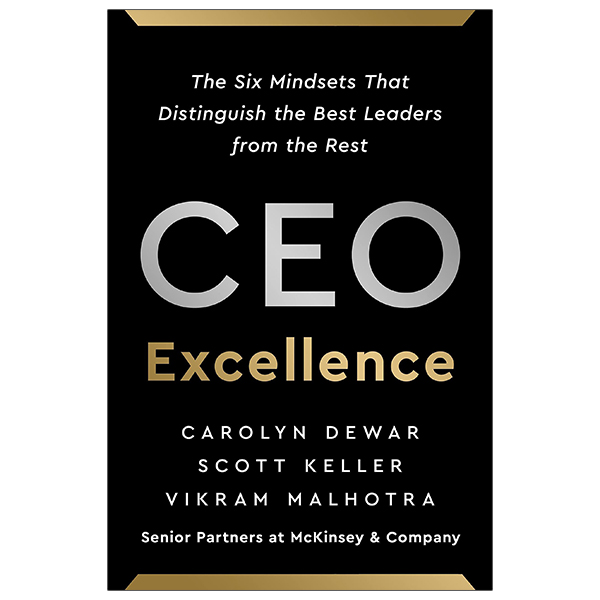 The Six Mindsets That
Distinguish the Best Leaders
from the Rest
CEO
Excellence
CAROLYN DEWAR
SCOTT KELLER
VIKRAM MALHOTRA
Senior Partners at McKinsey & Company